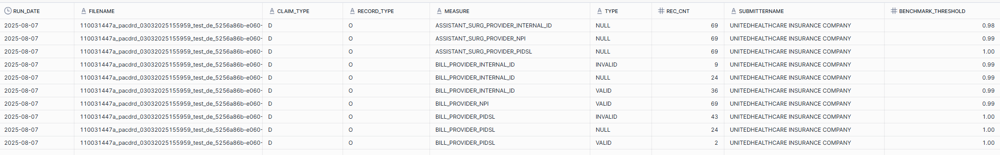 RUN_DATE FILENAME CLAIM_TYPE RECORD_TYPE MEASURE TYPE REC_CNT SUBMITTERNAME BENCHMARK_THRESHOLD
2025-08-07 110031447a_pacdrd_03032025155959_test_de_5256a86b-e060- D O ASSISTANT_SURG_PROVIDER_INTERNAL_ID NULL 69 UNITEDHEALTHCARE INSURANCE COMPANY 0.98
2025-08-07 110031447a_pacdrd_03032025155959_test_de_5256a86b-e060- D O ASSISTANT_SURG_PROVIDER_NPI NULL 69 UNITEDHEALTHCARE INSURANCE COMPANY 0.99
2025-08-07 110031447a_pacdrd_03032025155959_test_de_5256a86b-e060- D O ASSISTANT_SURG_PROVIDER_PIDSL NULL 69 UNITEDHEALTHCARE INSURANCE COMPANY 1.00
2025-08-07 110031447a_pacdrd_03032025155959_test_de_5256a86b-e060- D O BILL_PROVIDER_INTERNAL_ID INVALID 9 UNITEDHEALTHCARE INSURANCE COMPANY 0.99
2025-08-07 110031447a_pacdrd_03032025155959_test_de_5256a86b-e060- D O BILL_PROVIDER_INTERNAL_ID NULL 24 UNITEDHEALTHCARE INSURANCE COMPANY 0.99
2025-08-07 110031447a_pacdrd_03032025155959_test_de_5256a86b-e060- D O BILL_PROVIDER_INTERNAL_ID VALID 36 UNITEDHEALTHCARE INSURANCE COMPANY 0.99
2025-08-07 110031447a_pacdrd_03032025155959_test_de_5256a86b-e060- D O BILL_PROVIDER_NPI VALID 69 UNITEDHEALTHCARE INSURANCE COMPANY 0.99
2025-08-07 110031447a_pacdrd_03032025155959_test_de_5256a86b-e060- D O BILL_PROVIDER_PIDSL INVALID 43 UNITEDHEALTHCARE INSURANCE COMPANY 1.00
2025-08-07 110031447a_pacdrd_03032025155959_test_de_5256a86b-e060- D O BILL_PROVIDER_PIDSL NULL 24 UNITEDHEALTHCARE INSURANCE COMPANY 1.00
2025-08-07 110031447a_pacdrd_03032025155959_test_de_5256a86b-e060- D O BILL_PROVIDER_PIDSL VALID 2 UNITEDHEALTHCARE INSURANCE COMPANY 1.00